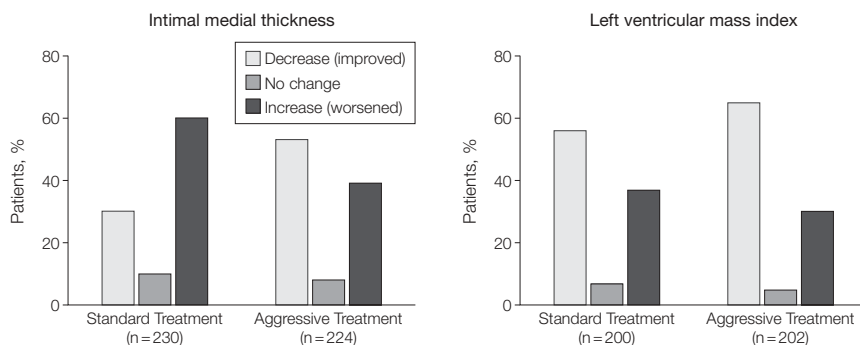 Intimal medial thickness
80
60
40
20
0
Patients, %
Decrease (improved)
No change
Increase (worsened)
Standard Treatment
(n=230)
Aggressive Treatment
(n=224)
Left ventricular mass index
80
60
40
20
0
Patients, %
Standard Treatment
(n=200)
Aggressive Treatment
(n=202)